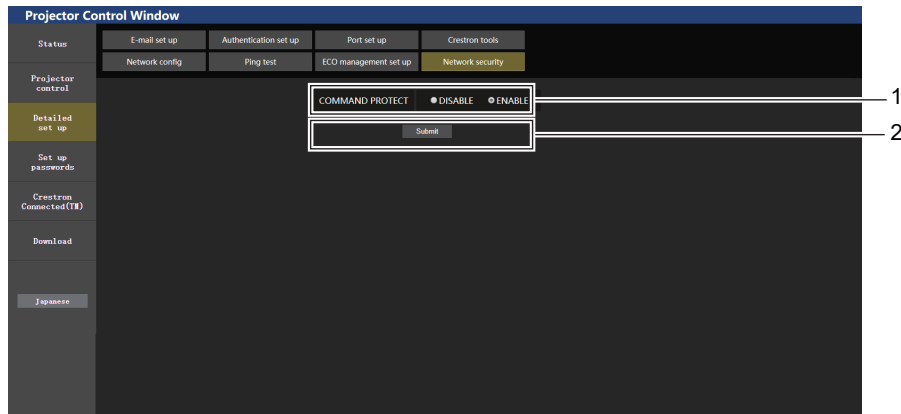 Projector Control Window
Status
E-mail set up
Authentication set up
Port set up
Crestron tools
Network config
Ping test
ECO management set up
Network security
Projector
control
Detailed
set up
Set up
passwords
Crestron
Connected(TM)
Download
Japanese
COMMAND PROTECT DISABLE ENABLE
Submit
1
2